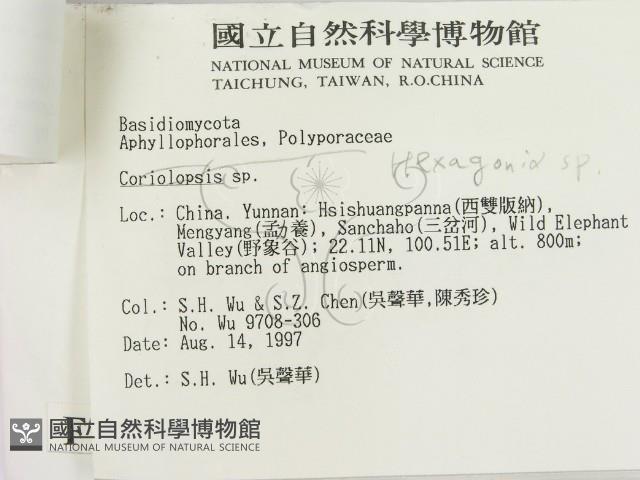 國立自然科學博物館
NATIONAL MUSEUM OF NATURAL SCIENCE
TAICHUNG, TAIWAN, R.O.CHINA
Basidiomycota
Aphyllophorales, Polyporaceae
Hexagonia sp.
Coriolopsis sp.
Loc.: China. Yunnan: Hsishuangpanna(西雙版納),
Mengyang(孟養), Sanchaho(三岔河), Wild Elephant
Valley(野象谷); 22.11N, 100.51E; alt. 800m;
on branch of angiosperm.
Col.: S.H. Wu & S.Z. Chen(吳聲華,陳秀珍)
No. Wu 9708-306
Date: Aug. 14, 1997
Det.: S.H. Wu(吳聲華)
F
國立自然科學博物館
NATIONAL MUSEUM OF NATURAL SCIENCE